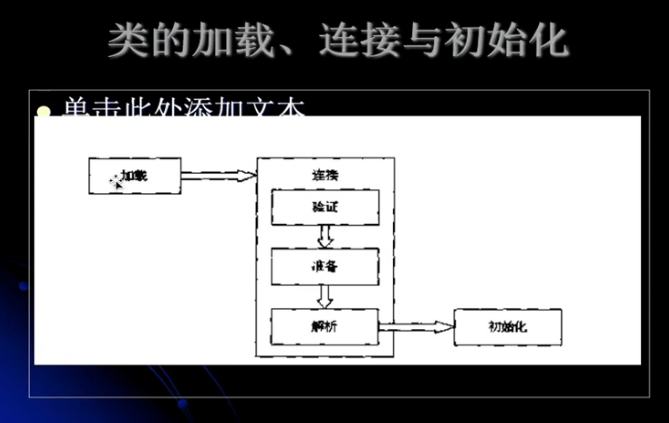 类的加载、连接与初始化
单击此处添加文本
加载
连接
验证
准备
解析
初始化